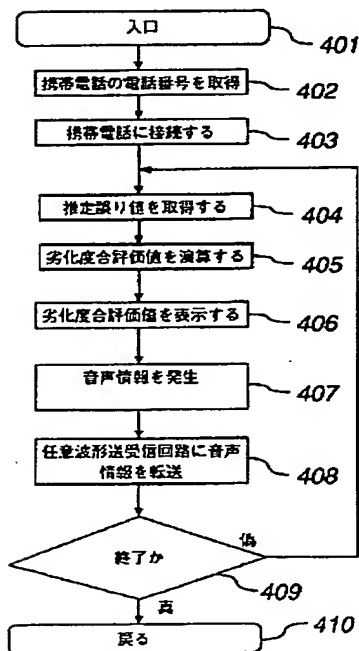 入口
401
携帯電話の電話番号を取得
402
携帯電話に接続する
403
推定誤り値を取得する
404
劣化度合評価値を演算する
405
劣化度合評価値を表示する
406
音声情報を発生
407
任意波形送受信回路に音声
情報を転送
408
偽
終了か
409
真
戻る
410